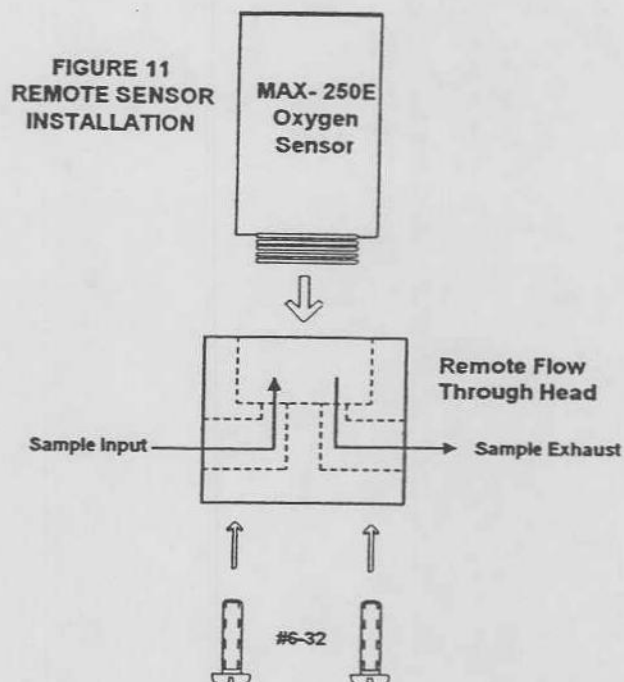 FIGURE 11
REMOTE SENSOR
INSTALLATION
MAX- 250E
Oxygen
Sensor
Remote Flow
Through Head
Sample Input
Sample Exhaust
#6-32